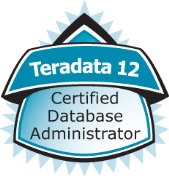 Teradata 12
Certified
Database
Administrator